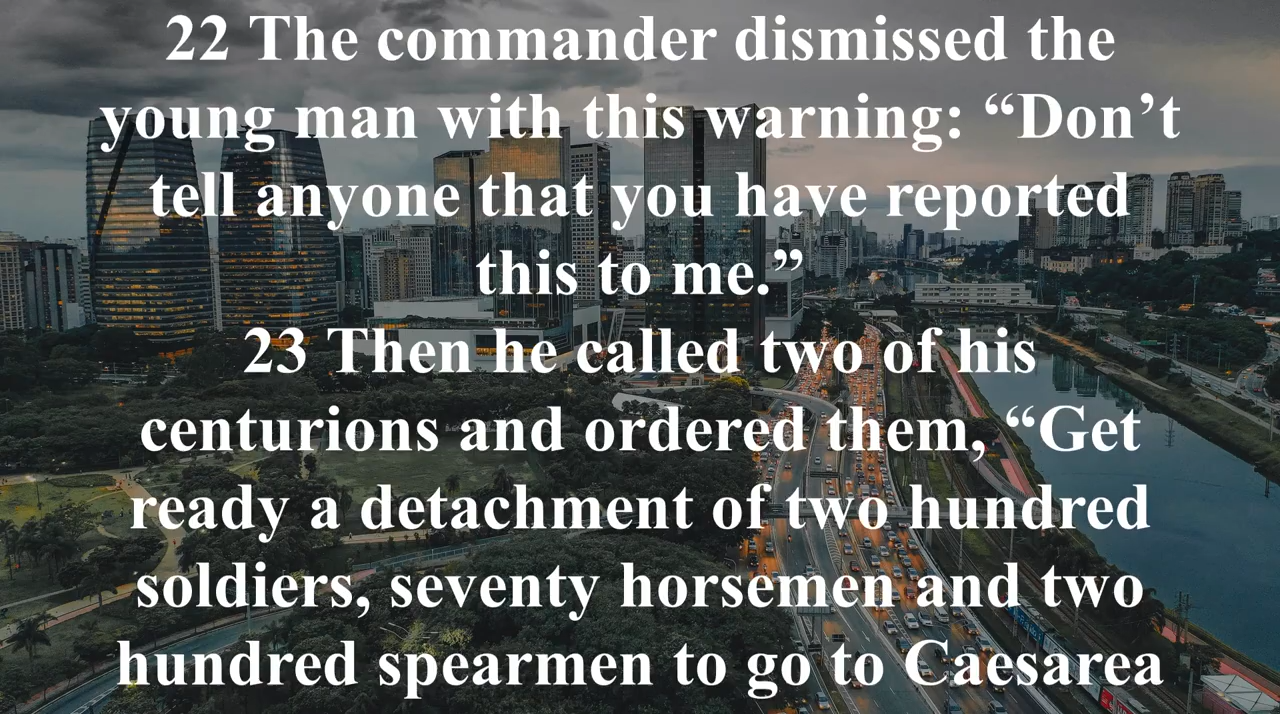 22 The commander dismissed the
young man with this warning: “Don’t
tell anyone that you have reported
this to me.”
23 Then he called two of his
centurions and ordered them, “Get
ready a detachment of two hundred
soldiers, seventy horsemen and two
hundred spearmen to go to Caesarea